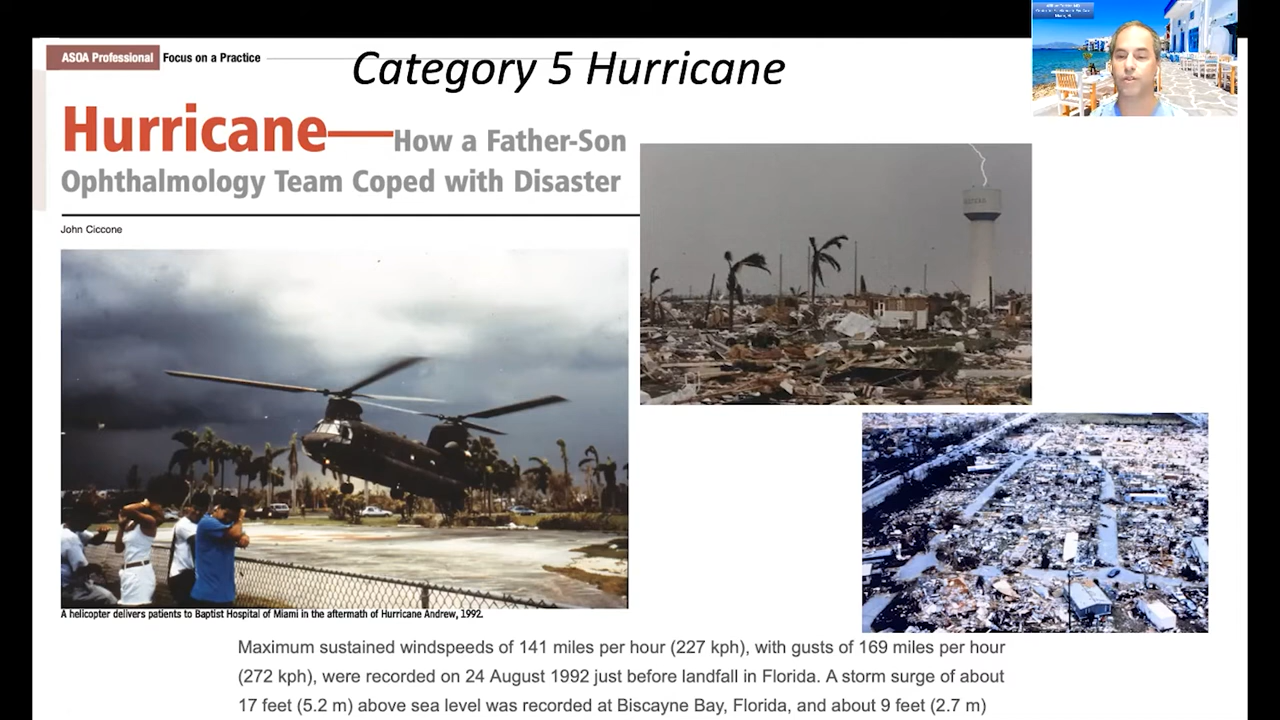 ASOA Professional Focus on a Practice
Category 5 Hurricane
Hurricane—How a Father-Son
Ophthalmology Team Coped with Disaster
John Ciccone
A helicopter delivers patients to Baptist Hospital of Miami in the aftermath of Hurricane Andrew, 1992.
Maximum sustained windspeeds of 141 miles per hour (227 kph), with gusts of 169 miles per hour
(272 kph), were recorded on 24 August 1992 just before landfall in Florida. A storm surge of about
17 feet (5.2 m) above sea level was recorded at Biscayne Bay, Florida, and about 9 feet (2.7 m)